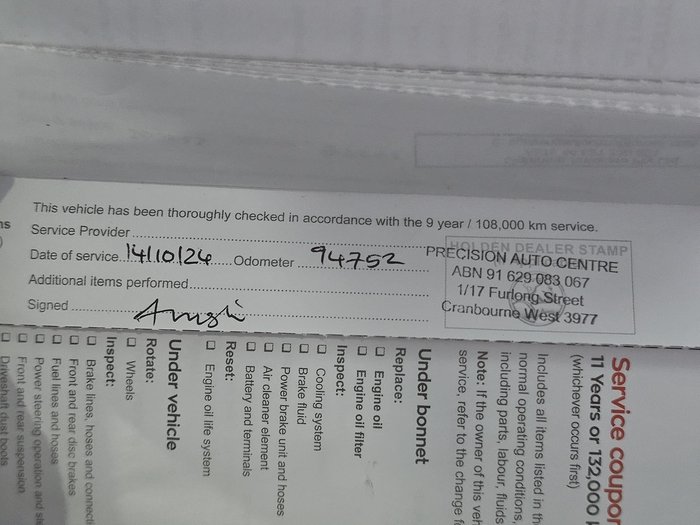 This vehicle has been thoroughly checked in accordance with the 9 year / 108,000 km service.
Service Provider
Date of service 14/10/24 Odometer 94752
Additional items performed
Signed
HOLDEN DEALER STAMP
PRECISION AUTO CENTRE
ABN 91 629 083 067
1/17 Furlong Street
Cranbourne West 3977
Service coupon
11 Years or 132,000
(whichever occurs first)
Includes all items listed in
normal operating conditions,
including parts, labour, fluids
Note: If the owner of this
service, refer to the change
Under bonnet
Replace:
Engine oil
Engine oil filter
Inspect:
Cooling system
Brake fluid
Power brake unit and hoses
Air cleaner element
Battery and terminals
Reset:
Engine oil life system
Under vehicle
Rotate:
Wheels
Inspect:
Brake lines, hoses and
Front and rear disc brakes
Fuel lines and hoses
Power steering operation and
Front and rear suspension
Driveshaft dust boots